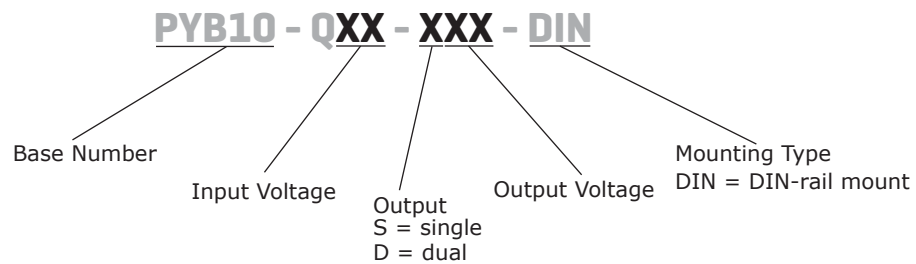 PYB10 - QXX - XXX - DIN
Base Number
Input Voltage
Output
S = single
D = dual
Output Voltage
Mounting Type
DIN = DIN-rail mount